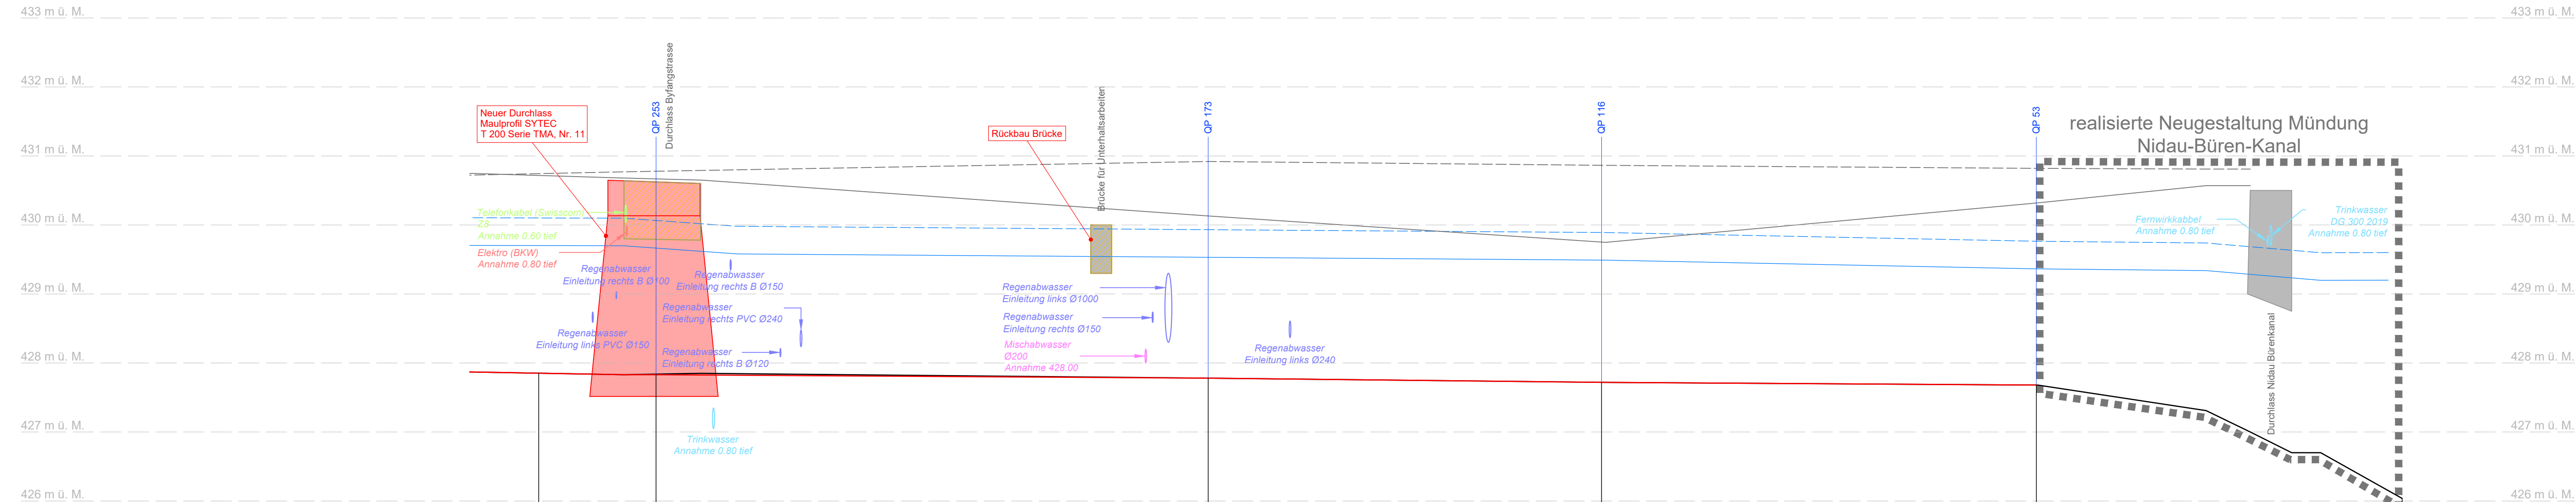 433 m ü. M.
433 m ü. M.
432 m ü. M.
432 m ü. M.
431 m ü. M.
431 m ü. M.
430 m ü. M.
430 m ü. M.
429 m ü. M.
429 m ü. M.
428 m ü. M.
428 m ü. M.
427 m ü. M.
427 m ü. M.
426 m ü. M.
426 m ü. M.
Neuer Durchlass
Maulprofil SYTEC
T 200 Serie TMA, Nr. 11
QP 253
Durchlass Byfangstrasse
Telefonkabel (Swisscom)
ZS
Annahme 0.60 tief
Elektro (BKW)
Annahme 0.80 tief
Regenabwasser
Einleitung rechts B Ø100
Regenabwasser
Einleitung rechts B Ø150
Regenabwasser
Einleitung rechts PVC Ø240
Regenabwasser
Einleitung links PVC Ø150
Regenabwasser
Einleitung rechts B Ø120
Trinkwasser
Annahme 0.80 tief
Rückbau Brücke
Brücke für Unterhaltsarbeiten
Regenabwasser
Einleitung links Ø1000
Regenabwasser
Einleitung rechts Ø150
Mischabwasser
Ø200
Annahme 428.00
QP 173
Regenabwasser
Einleitung links Ø240
QP 116
QP 53
realisierte Neugestaltung Mündung
Nidau-Büren-Kanal
Fernwirkkabbel
Annahme 0.80 tief
Trinkwasser
DG 300 2019
Annahme 0.80 tief
Durchlass Nidau-Bürenkanal